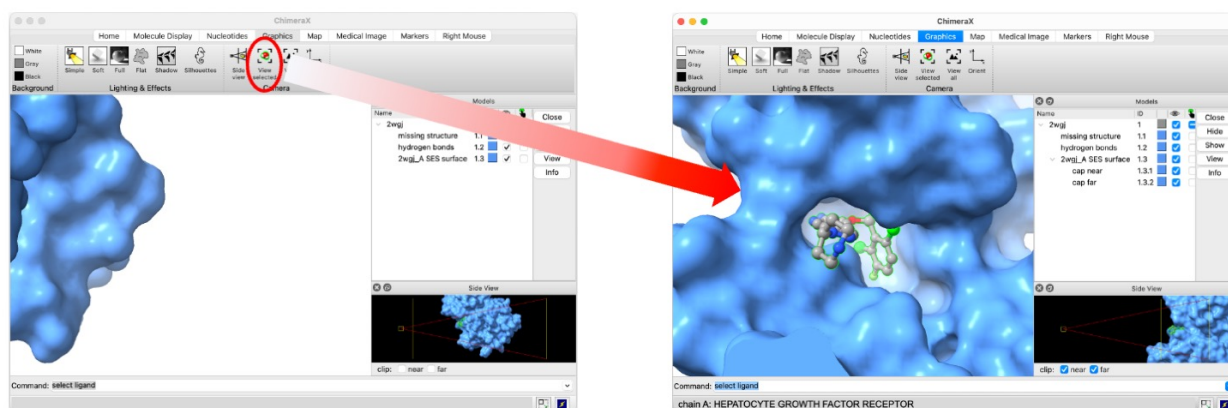 ChimeraX
Home Molecule Display Nucleotides Graphics Map Medical Image Markers Right Mouse
White
Gray
Black
Simple Soft Full Flat Shadow Silhouettes Side view View selected
Background Lighting & Effects Camera
Models
Name
2wgj
missing structure 1.1
hydrogen bonds 1.2
2wgj_A SES surface 1.3
Close
View
Info
Side View
clip: near far
Command: select ligand
ChimeraX
Home Molecule Display Nucleotides Graphics Map Medical Image Markers Right Mouse
White
Gray
Black
Simple Soft Full Flat Shadow Silhouettes Side view View selected View all Orient
Background Lighting & Effects Camera
Models
Name ID
2wgj 1
missing structure 1.1
hydrogen bonds 1.2
2wgj_A SES surface 1.3
cap near 1.3.1
cap far 1.3.2
Close
Hide
Show
View
Info
Side View
clip: near far
Command: select ligand
chain A: HEPATOCYTE GROWTH FACTOR RECEPTOR